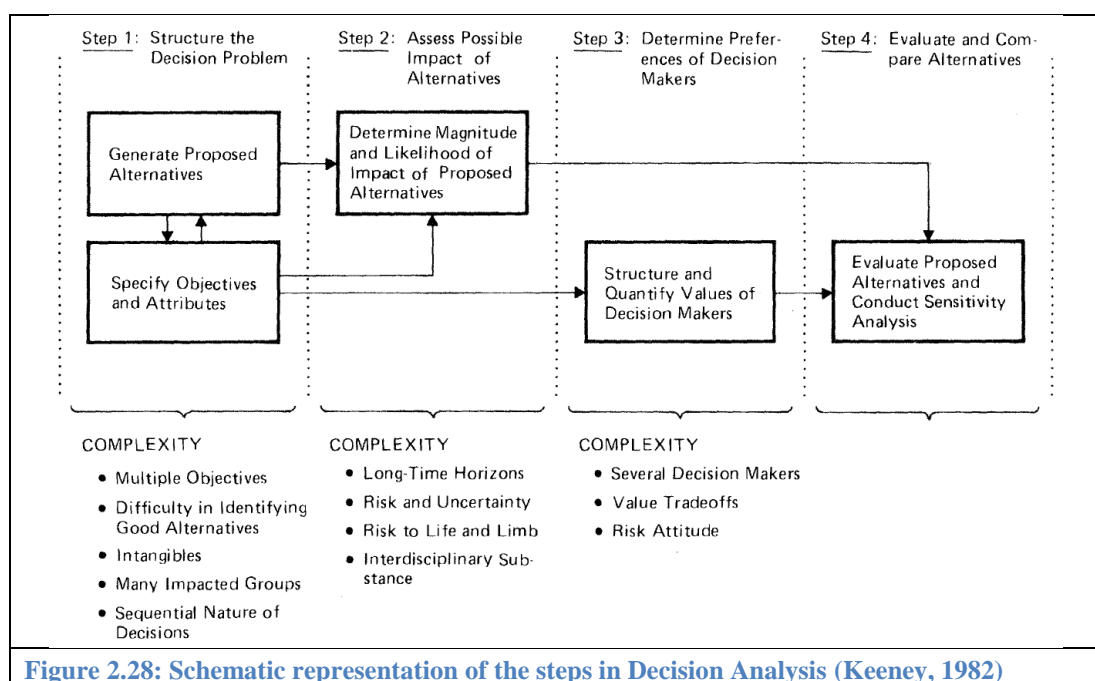 Step 1: Structure the
Decision Problem
Step 2: Assess Possible
Impact of
Alternatives
Step 3: Determine Prefer-
ences of Decision
Makers
Step 4: Evaluate and Com-
pare Alternatives
Generate Proposed
Alternatives
Determine Magnitude
and Likelihood of
Impact of Proposed
Alternatives
Specify Objectives
and Attributes
Structure and
Quantify Values of
Decision Makers
Evaluate Proposed
Alternatives and
Conduct Sensitivity
Analysis
COMPLEXITY
• Multiple Objectives
• Difficulty in Identifying
Good Alternatives
• Intangibles
• Many Impacted Groups
• Sequential Nature of
Decisions
COMPLEXITY
• Long-Time Horizons
• Risk and Uncertainty
• Risk to Life and Limb
• Interdisciplinary Sub-
stance
COMPLEXITY
• Several Decision Makers
• Value Tradeoffs
• Risk Attitude
Figure 2.28: Schematic representation of the steps in Decision Analysis (Keeney, 1982)